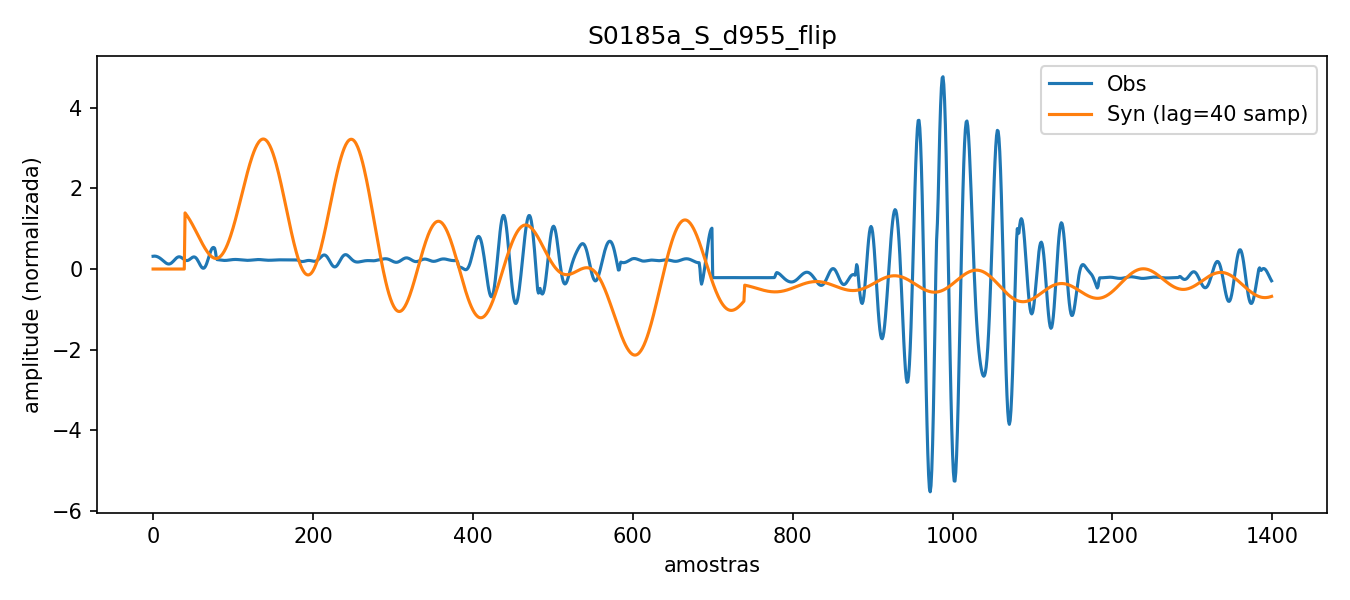 S0185a_S_d955_flip
Obs
Syn (lag=40 samp)
amplitude (normalizada)
4
2
0
−2
−4
−6
0 200 400 600 800 1000 1200 1400
amostras